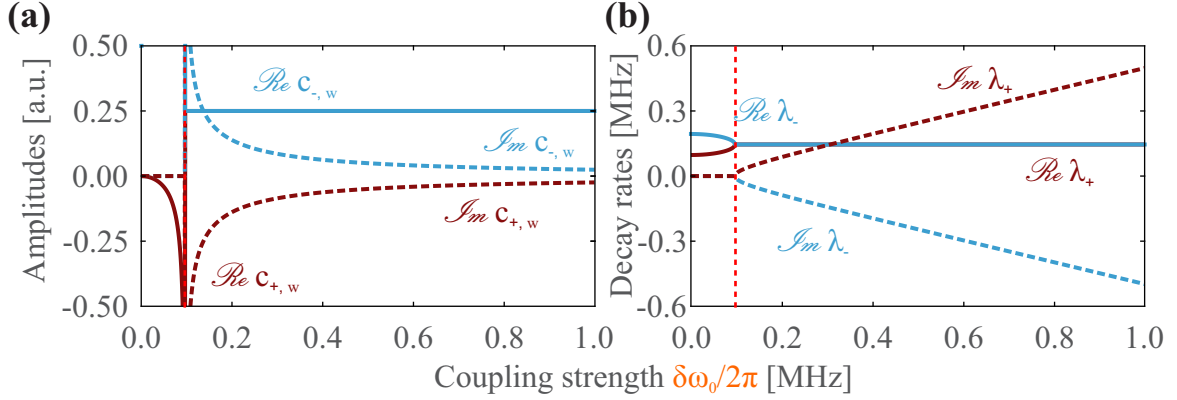 (a)
(b)
Amplitudes [a.u.]
0.50
0.25
0.00
-0.25
-0.50
ℛe c-, w
ℐm c-, w
ℐm c+, w
ℛe c+, w
0.0 0.2 0.4 0.6 0.8 1.0
Decay rates [MHz]
0.6
0.3
0.0
-0.3
-0.6
ℐm λ+
ℛe λ-
ℛe λ+
ℐm λ-
0.0 0.2 0.4 0.6 0.8 1.0
Coupling strength δω₀/2π [MHz]